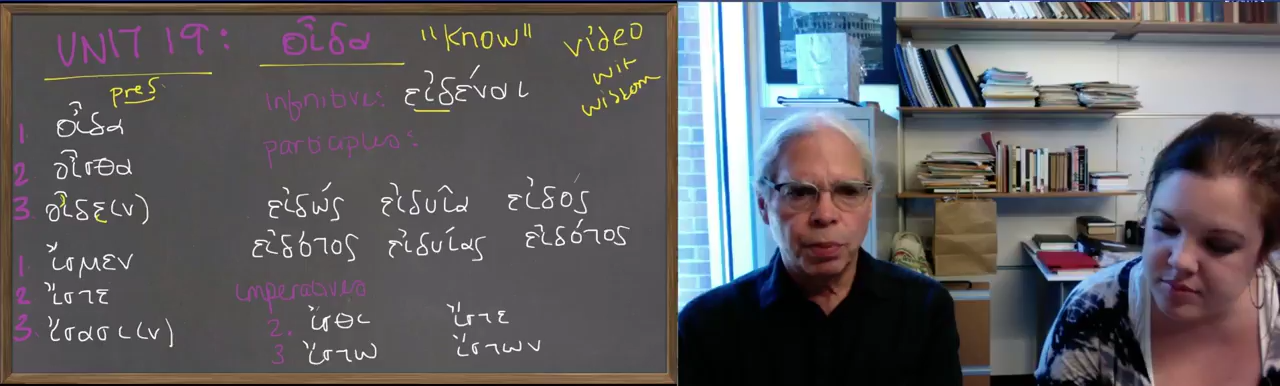 UNIT 19: οἶδα "know" video
wit
wisdom
pres.
1. οἶδα
2 οἶσθα
3. οἶδε(ν)
1 ἴσμεν
2 ἴστε
3. ἴσασι(ν)
infinitive: εἰδέναι
participles:
εἰδώς εἰδυῖα εἰδός
εἰδότος εἰδυίας εἰδότος
imperatives
2. ἴσθι ἴστε
3 ἴστω ἴστων